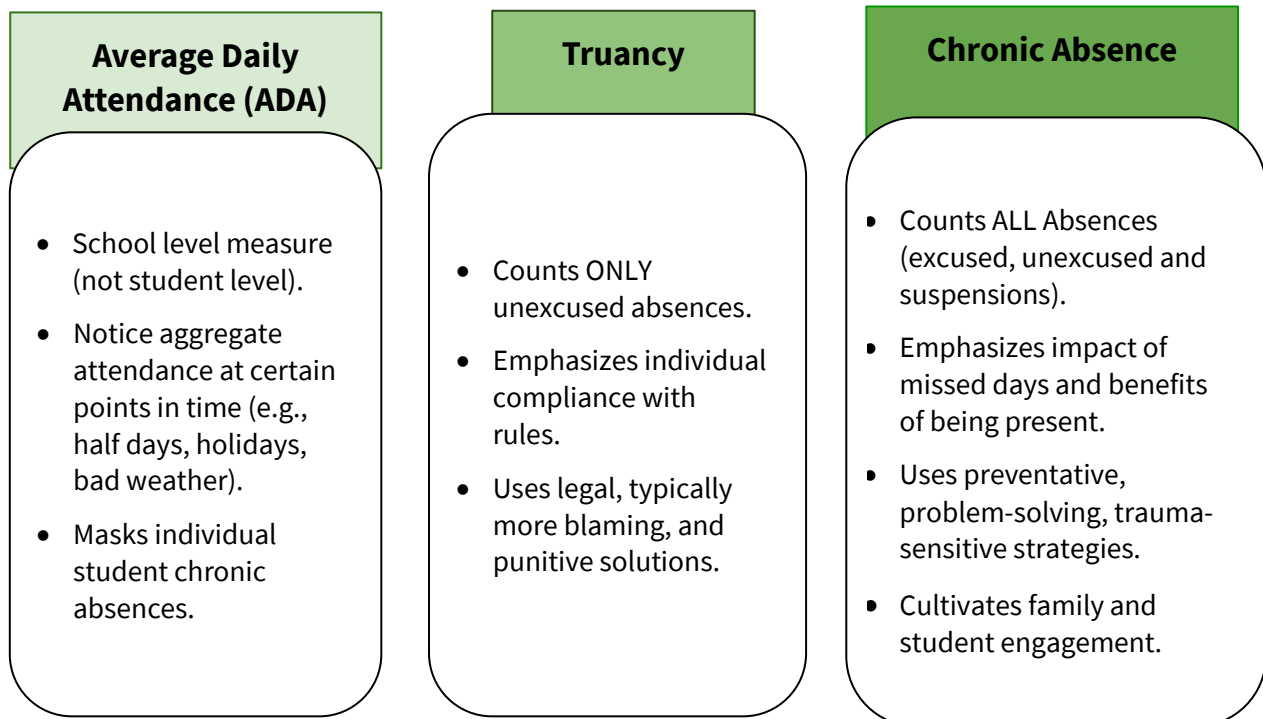 Average Daily
Attendance (ADA)
• School level measure
(not student level).
• Notice aggregate
attendance at certain
points in time (e.g.,
half days, holidays,
bad weather).
• Masks individual
student chronic
absences.
Truancy
• Counts ONLY
unexcused absences.
• Emphasizes individual
compliance with
rules.
• Uses legal, typically
more blaming, and
punitive solutions.
Chronic Absence
• Counts ALL Absences
(excused, unexcused and
suspensions).
• Emphasizes impact of
missed days and benefits
of being present.
• Uses preventative,
problem-solving, trauma-
sensitive strategies.
• Cultivates family and
student engagement.